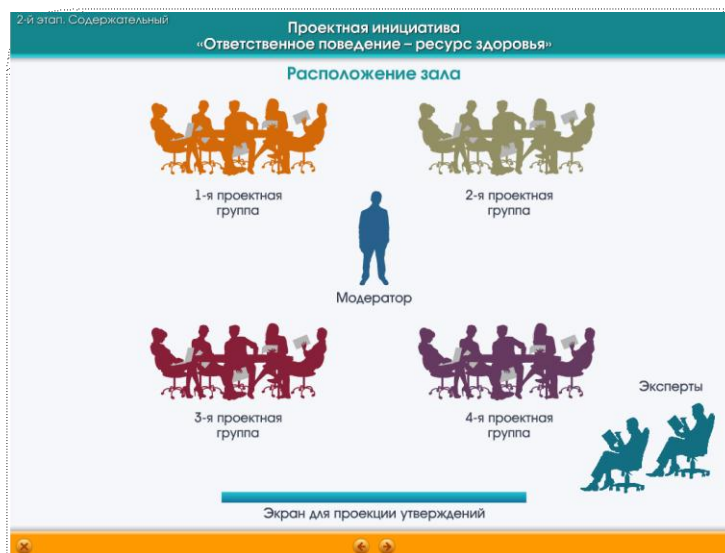 2-й этап. Содержательный
Проектная инициатива
«Ответственное поведение – ресурс здоровья»
Расположение зала
1-я проектная
группа
2-я проектная
группа
Модератор
3-я проектная
группа
4-я проектная
группа
Эксперты
Экран для проекции утверждений